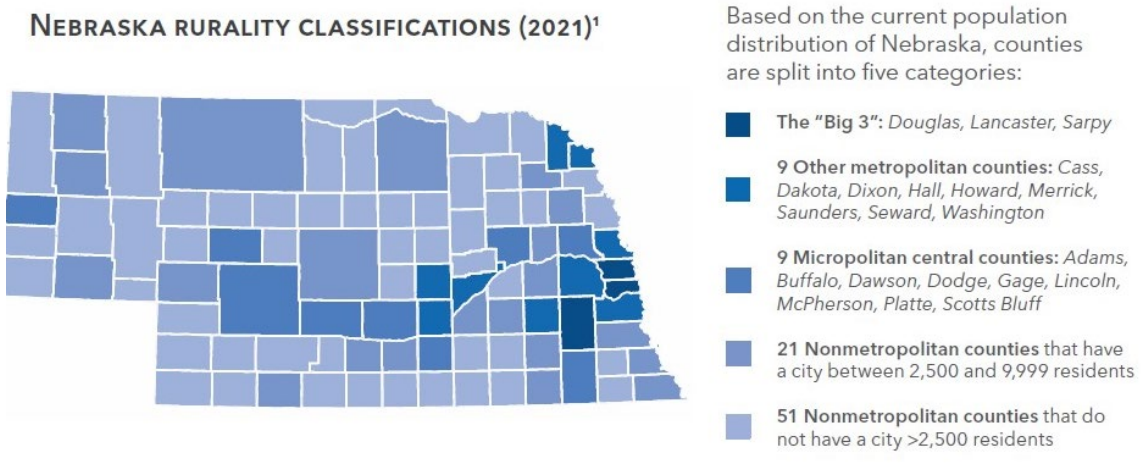 NEBRASKA RURALITY CLASSIFICATIONS (2021)¹
Based on the current population
distribution of Nebraska, counties
are split into five categories:
The "Big 3": Douglas, Lancaster, Sarpy
9 Other metropolitan counties: Cass,
Dakota, Dixon, Hall, Howard, Merrick,
Saunders, Seward, Washington
9 Micropolitan central counties: Adams,
Buffalo, Dawson, Dodge, Gage, Lincoln,
McPherson, Platte, Scotts Bluff
21 Nonmetropolitan counties that have
a city between 2,500 and 9,999 residents
51 Nonmetropolitan counties that do
not have a city >2,500 residents